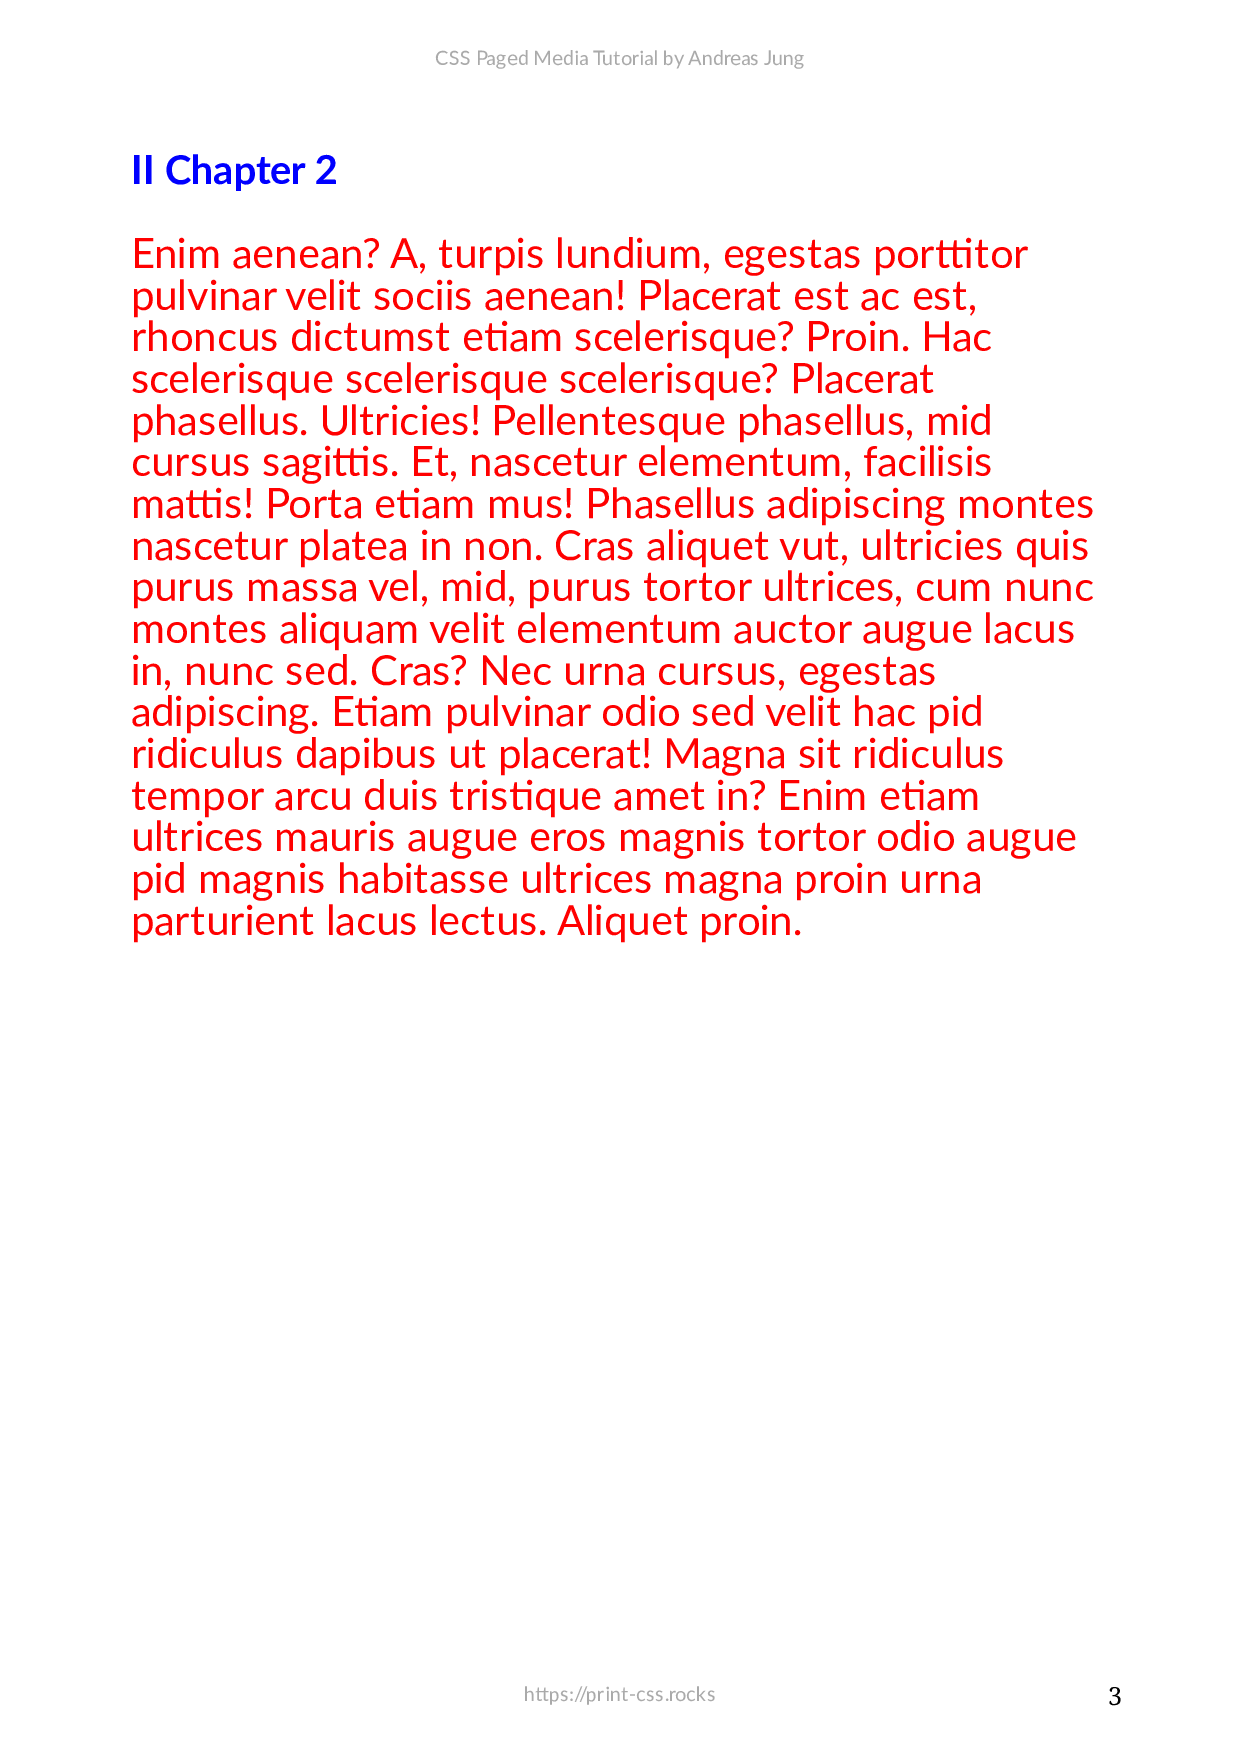 CSS Paged Media Tutorial by Andreas Jung
II Chapter 2
Enim aenean? A, turpis lundium, egestas porttitor
pulvinar velit sociis aenean! Placerat est ac est,
rhoncus dictumst etiam scelerisque? Proin. Hac
scelerisque scelerisque scelerisque? Placerat
phasellus. Ultricies! Pellentesque phasellus, mid
cursus sagittis. Et, nascetur elementum, facilisis
mattis! Porta etiam mus! Phasellus adipiscing montes
nascetur platea in non. Cras aliquet vut, ultricies quis
purus massa vel, mid, purus tortor ultrices, cum nunc
montes aliquam velit elementum auctor augue lacus
in, nunc sed. Cras? Nec urna cursus, egestas
adipiscing. Etiam pulvinar odio sed velit hac pid
ridiculus dapibus ut placerat! Magna sit ridiculus
tempor arcu duis tristique amet in? Enim etiam
ultrices mauris augue eros magnis tortor odio augue
pid magnis habitasse ultrices magna proin urna
parturient lacus lectus. Aliquet proin.
https://print-css.rocks
3